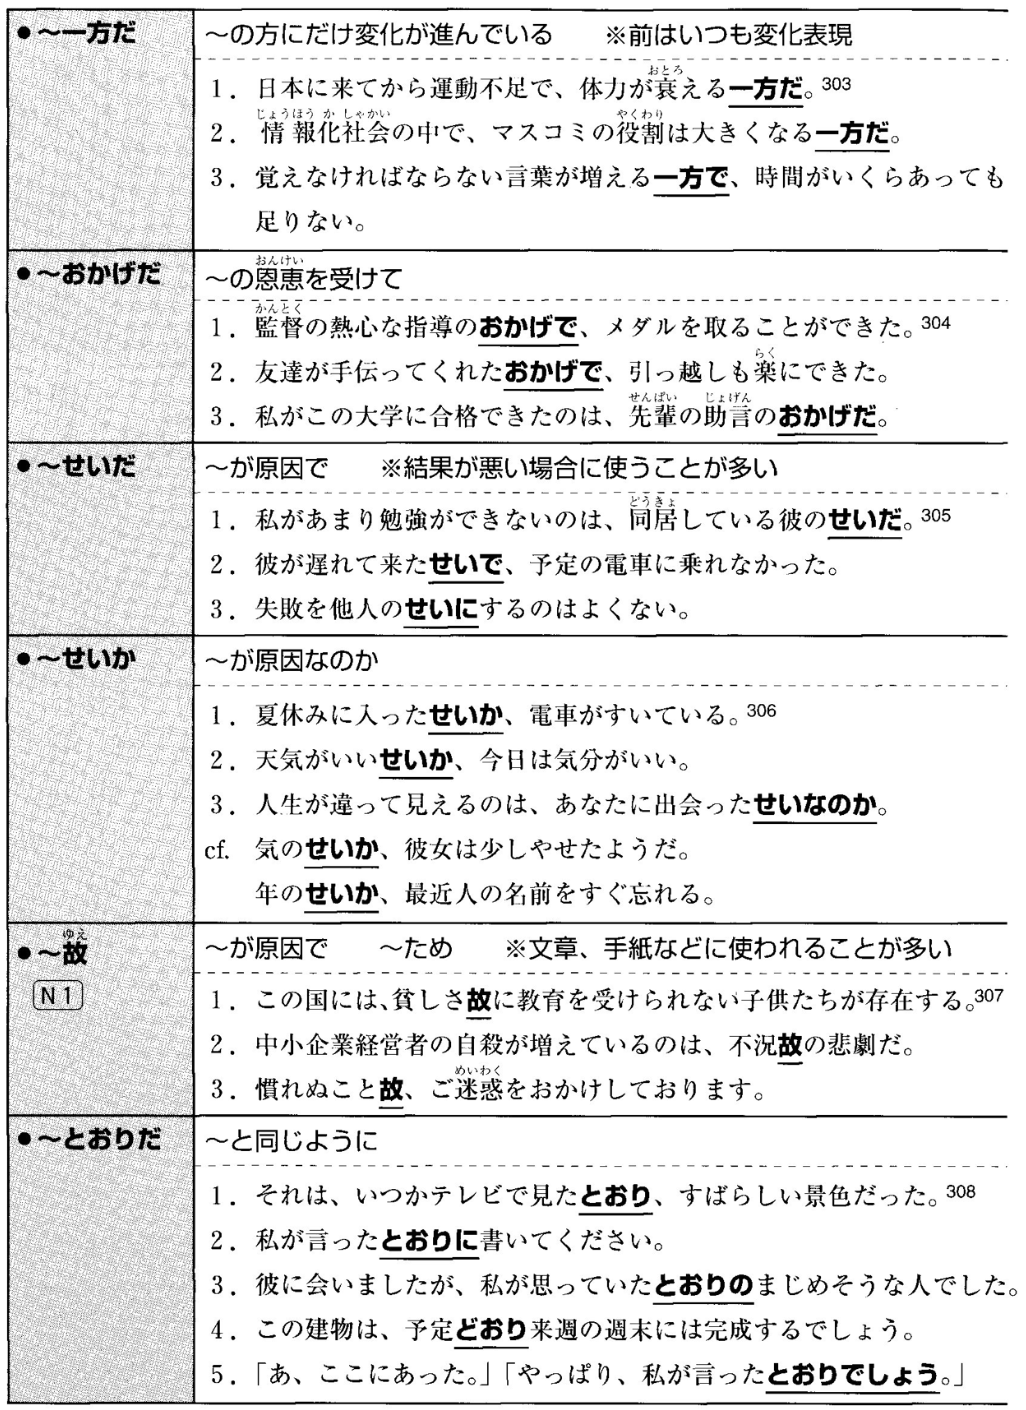 ●～一方だ
～の方にだけ変化が進んでいる　※前はいつも変化表現
1．日本に来てから運動不足で、体力が衰える一方だ。303
おとろ
2．情報化社会の中で、マスコミの役割は大きくなる一方だ。
じょうほう か しゃかい　やくわり
3．覚えなければならない言葉が増える一方で、時間がいくらあっても
足りない。
●～おかげだ
～の恩恵を受けて
おんけい
1．監督の熱心な指導のおかげで、メダルを取ることができた。304
かんとく
2．友達が手伝ってくれたおかげで、引っ越しも楽にできた。
らく
3．私がこの大学に合格できたのは、先輩の助言のおかげだ。
せんぱい　じょげん
●～せいだ
～が原因で　※結果が悪い場合に使うことが多い
1．私があまり勉強ができないのは、同居している彼のせいだ。305
どうきょ
2．彼が遅れて来たせいで、予定の電車に乗れなかった。
3．失敗を他人のせいにするのはよくない。
●～せいか
～が原因なのか
1．夏休みに入ったせいか、電車がすいている。306
2．天気がいいせいか、今日は気分がいい。
3．人生が違って見えるのは、あなたに出会ったせいなのか。
cf.　気のせいか、彼女は少しやせたようだ。
年のせいか、最近人の名前をすぐ忘れる。
●～故
ゆえ
N1
～が原因で　～ため　※文章、手紙などに使われることが多い
1．この国には、貧しさ故に教育を受けられない子供たちが存在する。307
2．中小企業経営者の自殺が増えているのは、不況故の悲劇だ。
3．慣れぬこと故、ご迷惑をおかけしております。
めいわく
●～とおりだ
～と同じように
1．それは、いつかテレビで見たとおり、すばらしい景色だった。308
2．私が言ったとおりに書いてください。
3．彼に会いましたが、私が思っていたとおりのまじめそうな人でした。
4．この建物は、予定どおり来週の週末には完成するでしょう。
5．「あ、ここにあった。」「やっぱり、私が言ったとおりでしょう。」